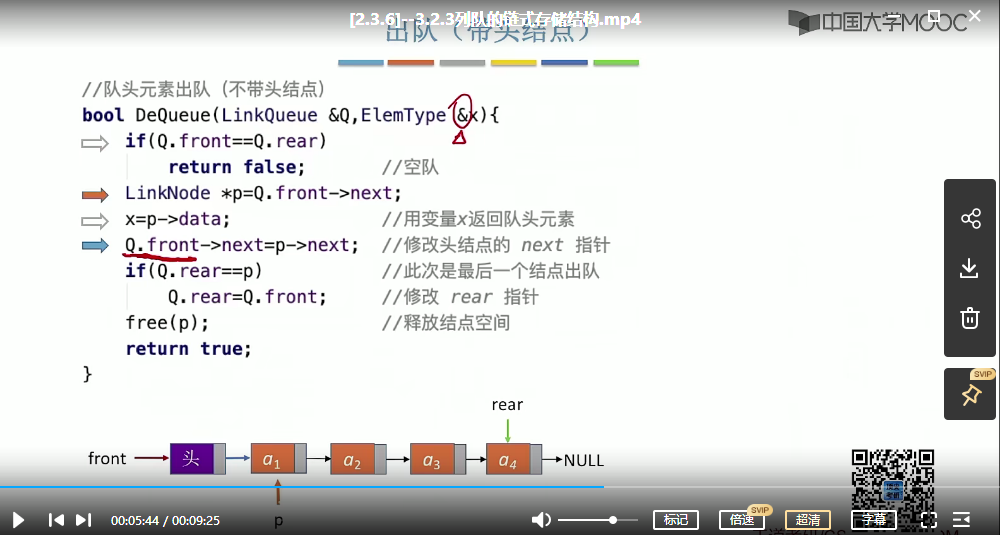 [2.3.6]--3.2.3列队的链式存储结构.mp4
出队（带头结点）
中国大学MOOC
//队头元素出队（不带头结点）
bool DeQueue(LinkQueue &Q,ElemType &x){
if(Q.front==Q.rear)
return false; //空队
LinkNode *p=Q.front->next;
x=p->data; //用变量x返回队头元素
Q.front->next=p->next; //修改头结点的 next 指针
if(Q.rear==p) //此次是最后一个结点出队
Q.rear=Q.front; //修改 rear 指针
free(p); //释放结点空间
return true;
}
SVIP
rear
front 头 a1 a2 a3 a4 NULL
p
00:05:44 / 00:09:25
标记
倍速
SVIP
超清
字幕